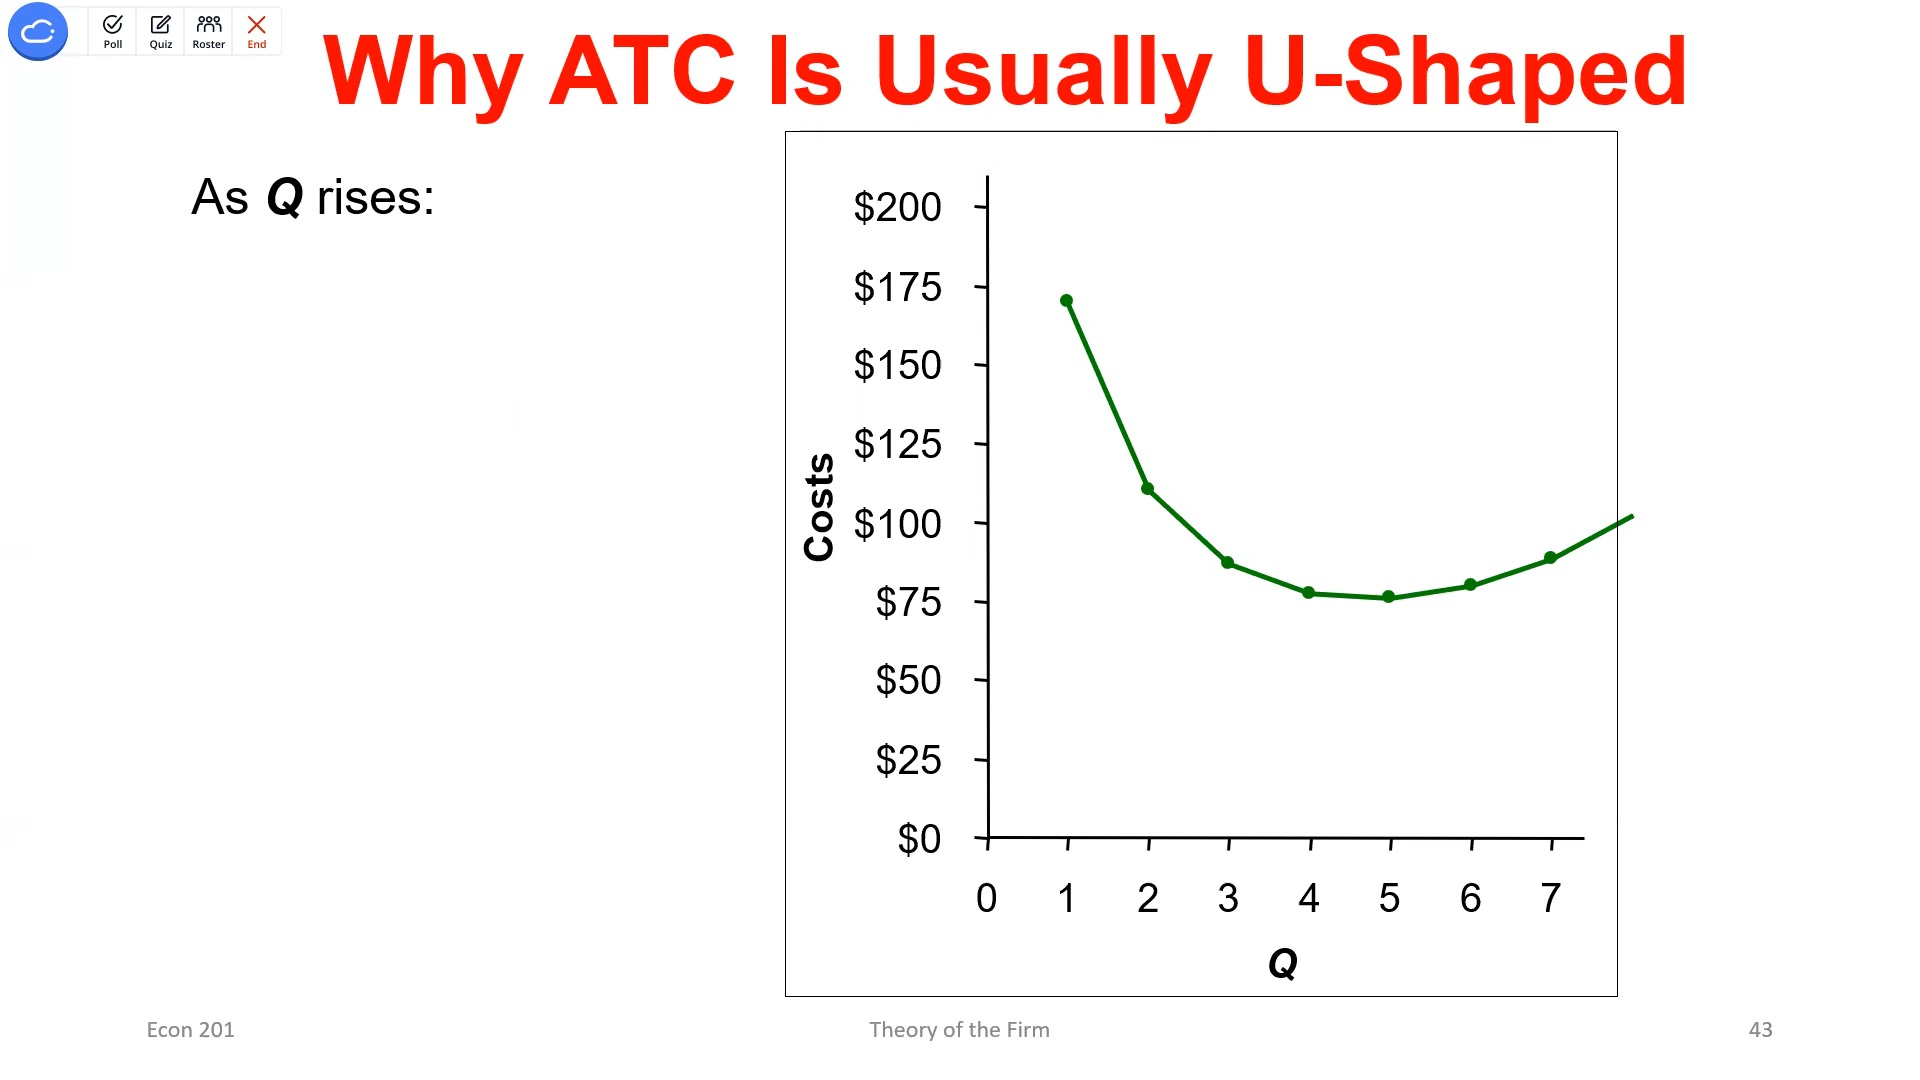 Poll Quiz Roster End
Why ATC Is Usually U-Shaped
As Q rises:
Costs
$200
$175
$150
$125
$100
$75
$50
$25
$0
0 1 2 3 4 5 6 7
Q
Econ 201 Theory of the Firm 43